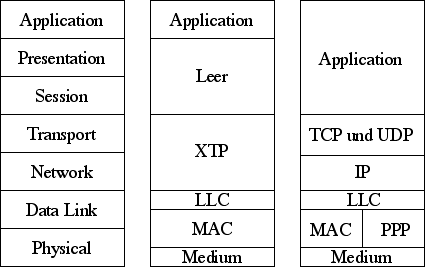 Application
Presentation
Session
Transport
Network
Data Link
Physical
Application
Leer
XTP
LLC
MAC
Medium
Application
TCP und UDP
IP
LLC
MAC PPP
Medium